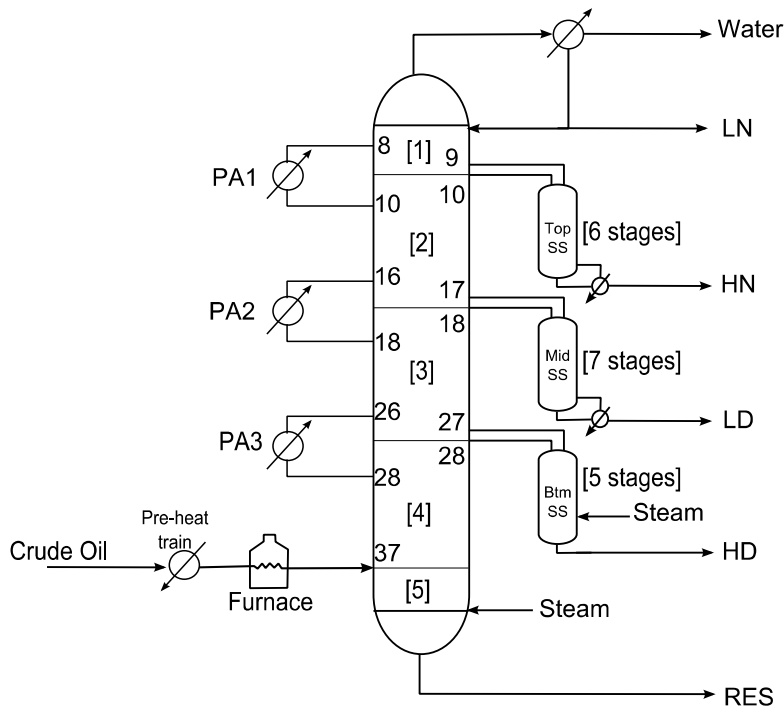 Water
LN
8
[1]
9
PA1
10
10
[2]
Top
SS
[6 stages]
HN
16
17
PA2
18
18
[3]
Mid
SS
[7 stages]
LD
26
27
PA3
28
28
[4]
Btm
SS
[5 stages]
Steam
HD
Pre-heat
train
Crude Oil
Furnace
37
[5]
Steam
RES